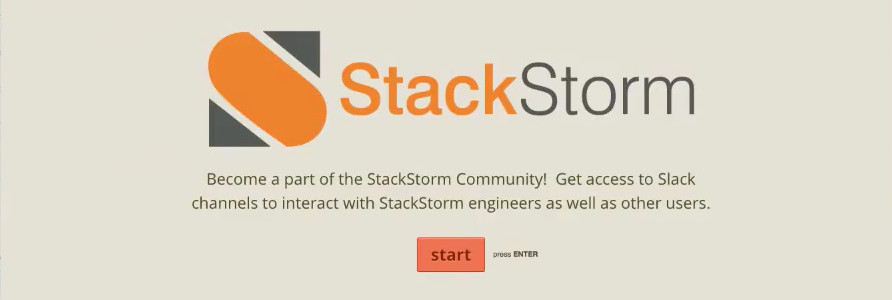 StackStorm
Become a part of the StackStorm Community! Get access to Slack
channels to interact with StackStorm engineers as well as other users.
start press ENTER